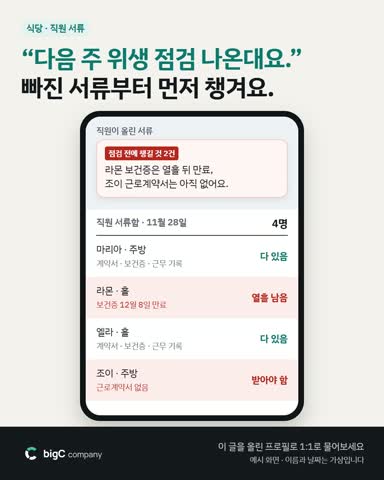 식당 · 직원 서류
“다음 주 위생 점검 나온대요.”
빠진 서류부터 먼저 챙겨요.
직원이 올린 서류
점검 전에 챙길 것 2건
라몬 보건증은 열흘 뒤 만료,
조이 근로계약서는 아직 없어요.
직원 서류함 · 11월 28일 4명
마리아 · 주방
계약서 · 보건증 · 근무 기록
다 있음
라몬 · 홀
보건증 12월 8일 만료
열흘 남음
엘라 · 홀
계약서 · 보건증 · 근무 기록
다 있음
조이 · 주방
근로계약서 없음
받아야 함
bigC company
이 글을 올린 프로필로 1:1로 물어보세요
예시 화면 · 이름과 날짜는 가상입니다